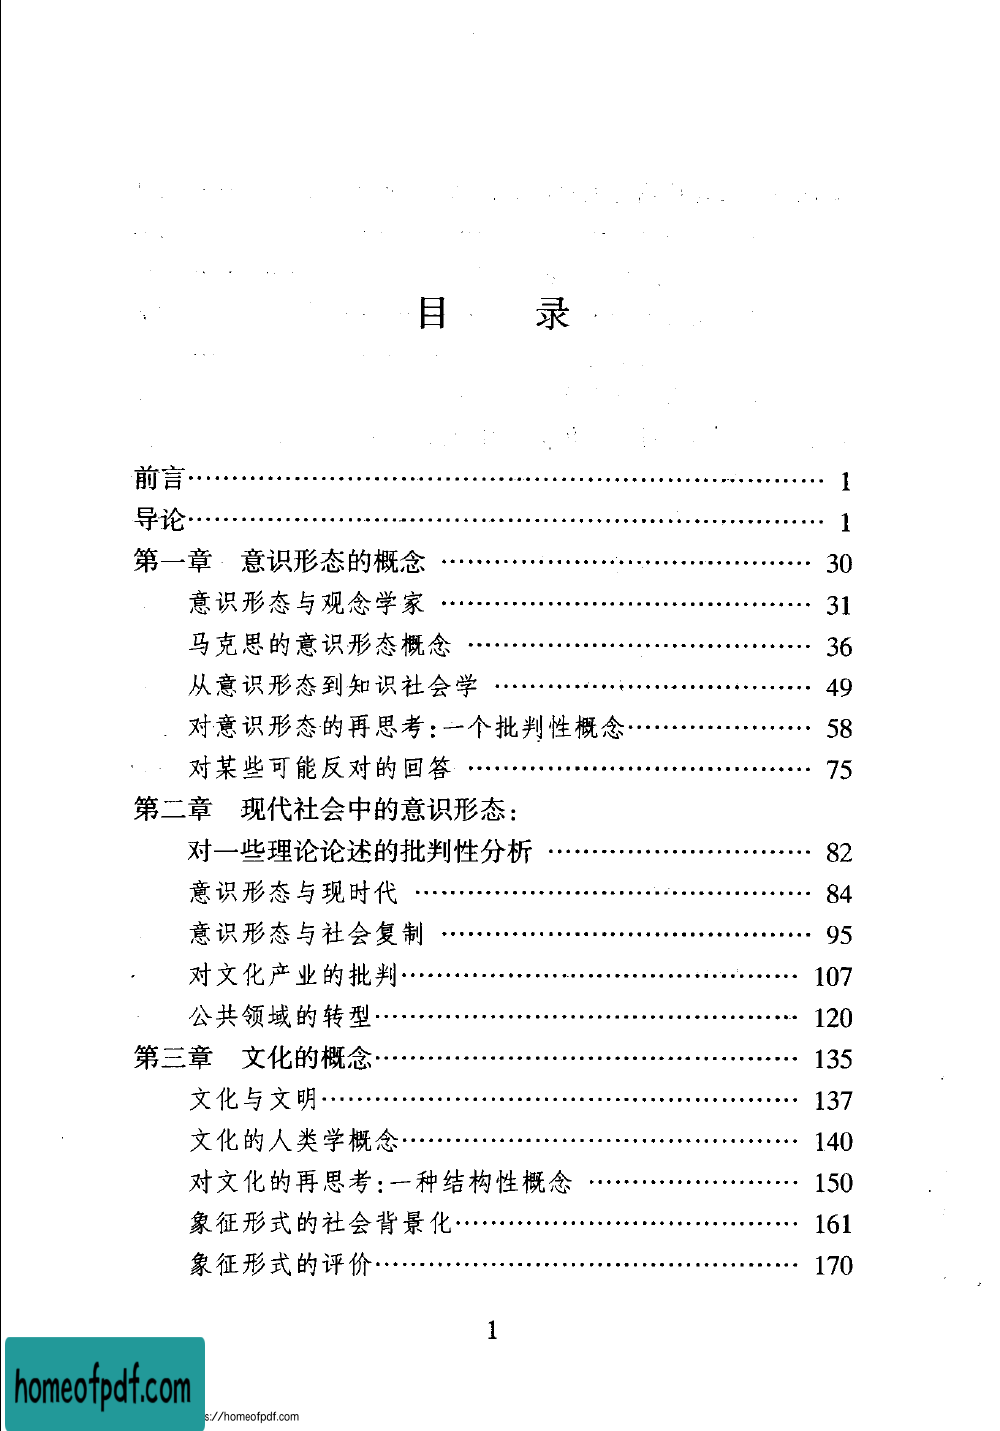 目 录
前言…………………………………………………………… 1
导论…………………………………………………………… 1
第一章 意识形态的概念 …………………………………… 30
意识形态与观念学家 …………………………………… 31
马克思的意识形态概念 ………………………………… 36
从意识形态到知识社会学 ……………………………… 49
对意识形态的再思考:一个批判性概念………………… 58
对某些可能反对的回答 ………………………………… 75
第二章 现代社会中的意识形态:
对一些理论论述的批判性分析 ………………………… 82
意识形态与现时代 ……………………………………… 84
意识形态与社会复制 …………………………………… 95
对文化产业的批判……………………………………… 107
公共领域的转型………………………………………… 120
第三章 文化的概念………………………………………… 135
文化与文明……………………………………………… 137
文化的人类学概念……………………………………… 140
对文化的再思考:一种结构性概念 …………………… 150
象征形式的社会背景化………………………………… 161
象征形式的评价………………………………………… 170
1
homeofpdf.com
s://homeofpdf.com